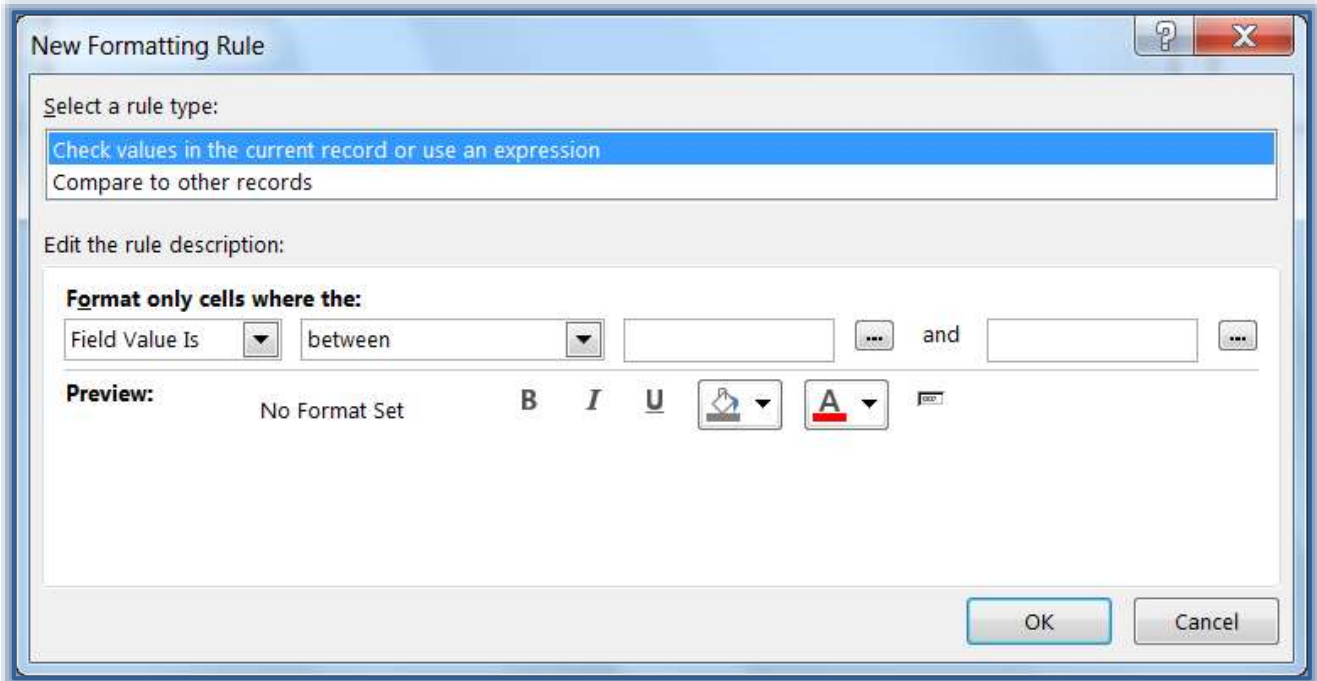 New Formatting Rule
Select a rule type:
Check values in the current record or use an expression
Compare to other records
Edit the rule description:
Format only cells where the:
Field Value Is between ... and ...
Preview: No Format Set B I U A
OK Cancel